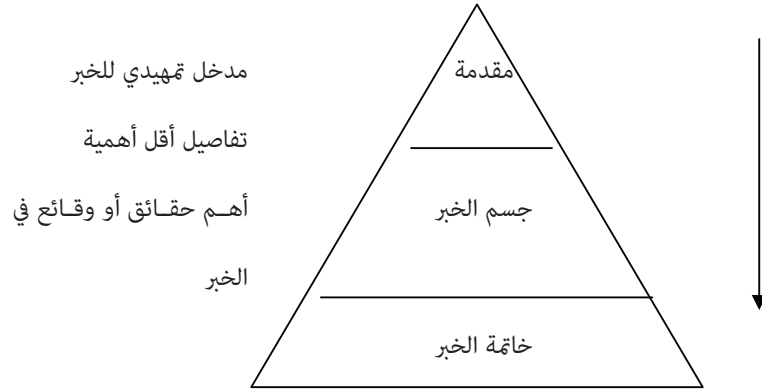 مدخل تمهيدي للخبر
مقدمة
تفاصيل أقل أهمية
أهم حقائق أو وقائع في
جسم الخبر
الخبر
خاتمة الخبر